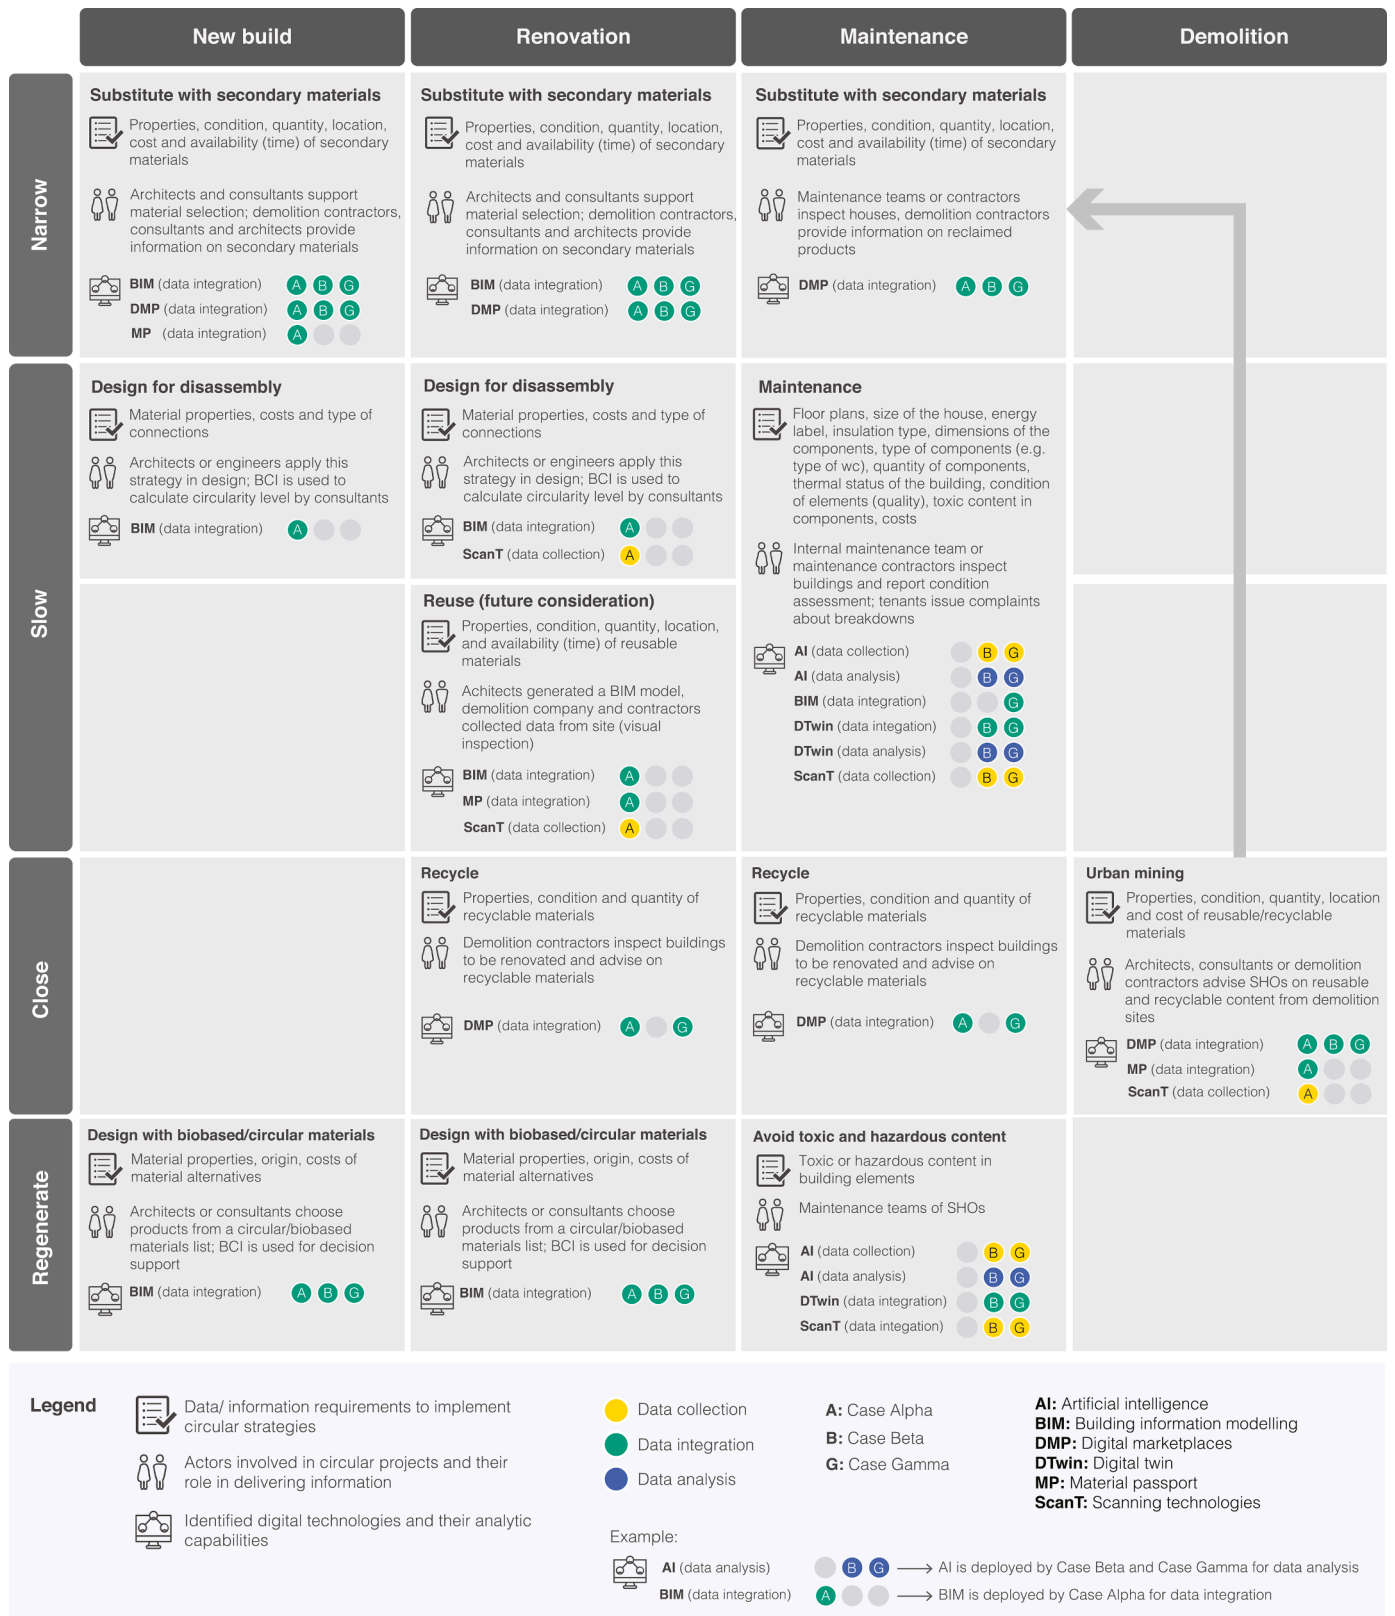 New build
Renovation
Maintenance
Demolition
Narrow
Substitute with secondary materials
Properties, condition, quantity, location,
cost and availability (time) of secondary
materials
Architects and consultants support
material selection; demolition contractors,
consultants and architects provide
information on secondary materials
BIM (data integration) A B G
DMP (data integration) A B G
MP (data integration) A
Substitute with secondary materials
Properties, condition, quantity, location,
cost and availability (time) of secondary
materials
Architects and consultants support
material selection; demolition contractors,
consultants and architects provide
information on secondary materials
BIM (data integration) A B G
DMP (data integration) A B G
Substitute with secondary materials
Properties, condition, quantity, location,
cost and availability (time) of secondary
materials
Maintenance teams or contractors
inspect houses, demolition contractors
provide information on reclaimed
products
DMP (data integration) A B G
Slow
Design for disassembly
Material properties, costs and type of
connections
Architects or engineers apply this
strategy in design; BCI is used to
calculate circularity level by consultants
BIM (data integration) A
Design for disassembly
Material properties, costs and type of
connections
Architects or engineers apply this
strategy in design; BCI is used to
calculate circularity level by consultants
BIM (data integration) A
ScanT (data collection) A
Reuse (future consideration)
Properties, condition, quantity, location,
and availability (time) of reusable
materials
Achitects generated a BIM model,
demolition company and contractors
collected data from site (visual
inspection)
BIM (data integration) A
MP (data integration) A
ScanT (data collection) A
Maintenance
Floor plans, size of the house, energy
label, insulation type, dimensions of the
components, type of components (e.g.
type of wc), quantity of components,
thermal status of the building, condition
of elements (quality), toxic content in
components, costs
Internal maintenance team or
maintenance contractors inspect
buildings and report condition
assessment; tenants issue complaints
about breakdowns
AI (data collection) B G
AI (data analysis) B G
BIM (data integration) G
DTwin (data integation) B G
DTwin (data analysis) B G
ScanT (data collection) B G
Close
Recycle
Properties, condition and quantity of
recyclable materials
Demolition contractors inspect buildings
to be renovated and advise on
recyclable materials
DMP (data integration) A G
Recycle
Properties, condition and quantity of
recyclable materials
Demolition contractors inspect buildings
to be renovated and advise on
recyclable materials
DMP (data integration) A G
Urban mining
Properties, condition, quantity, location
and cost of reusable/recyclable
materials
Architects, consultants or demolition
contractors advise SHOs on reusable
and recyclable content from demolition
sites
DMP (data integration) A B G
MP (data integration) A
ScanT (data collection) A
Regenerate
Design with biobased/circular materials
Material properties, origin, costs of
material alternatives
Architects or consultants choose
products from a circular/biobased
materials list; BCI is used for decision
support
BIM (data integration) A B G
Design with biobased/circular materials
Material properties, origin, costs of
material alternatives
Architects or consultants choose
products from a circular/biobased
materials list; BCI is used for decision
support
BIM (data integration) A B G
Avoid toxic and hazardous content
Toxic or hazardous content in
building elements
Maintenance teams of SHOs
AI (data collection) B G
AI (data analysis) B G
DTwin (data integration) B G
ScanT (data integation) B G
Legend
Data/ information requirements to implement
circular strategies
Actors involved in circular projects and their
role in delivering information
Identified digital technologies and their analytic
capabilities
Data collection
Data integration
Data analysis
A: Case Alpha
B: Case Beta
G: Case Gamma
AI: Artificial intelligence
BIM: Building information modelling
DMP: Digital marketplaces
DTwin: Digital twin
MP: Material passport
ScanT: Scanning technologies
Example:
AI (data analysis) B G AI is deployed by Case Beta and Case Gamma for data analysis
BIM (data integration) A BIM is deployed by Case Alpha for data integration